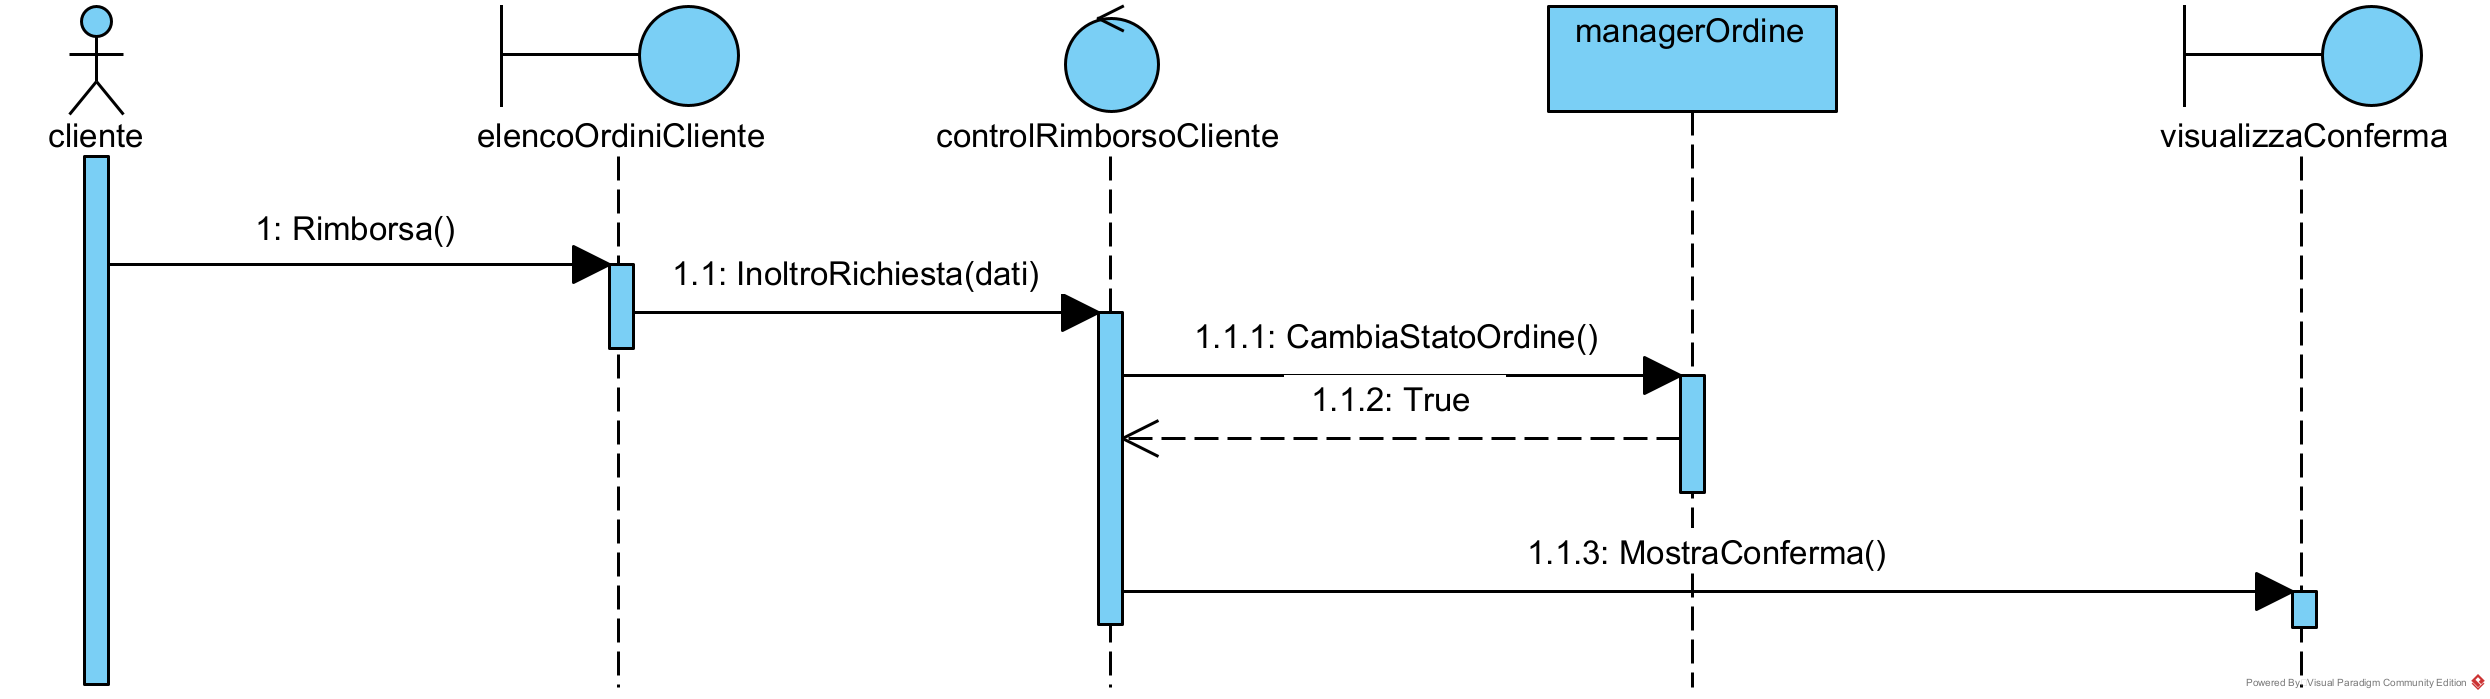 managerOrdine
cliente
elencoOrdiniCliente
controlRimborsoCliente
visualizzaConferma
1: Rimborsa()
1.1: InoltroRichiesta(dati)
1.1.1: CambiaStatoOrdine()
1.1.2: True
1.1.3: MostraConferma()
Powered By Visual Paradigm Community Edition